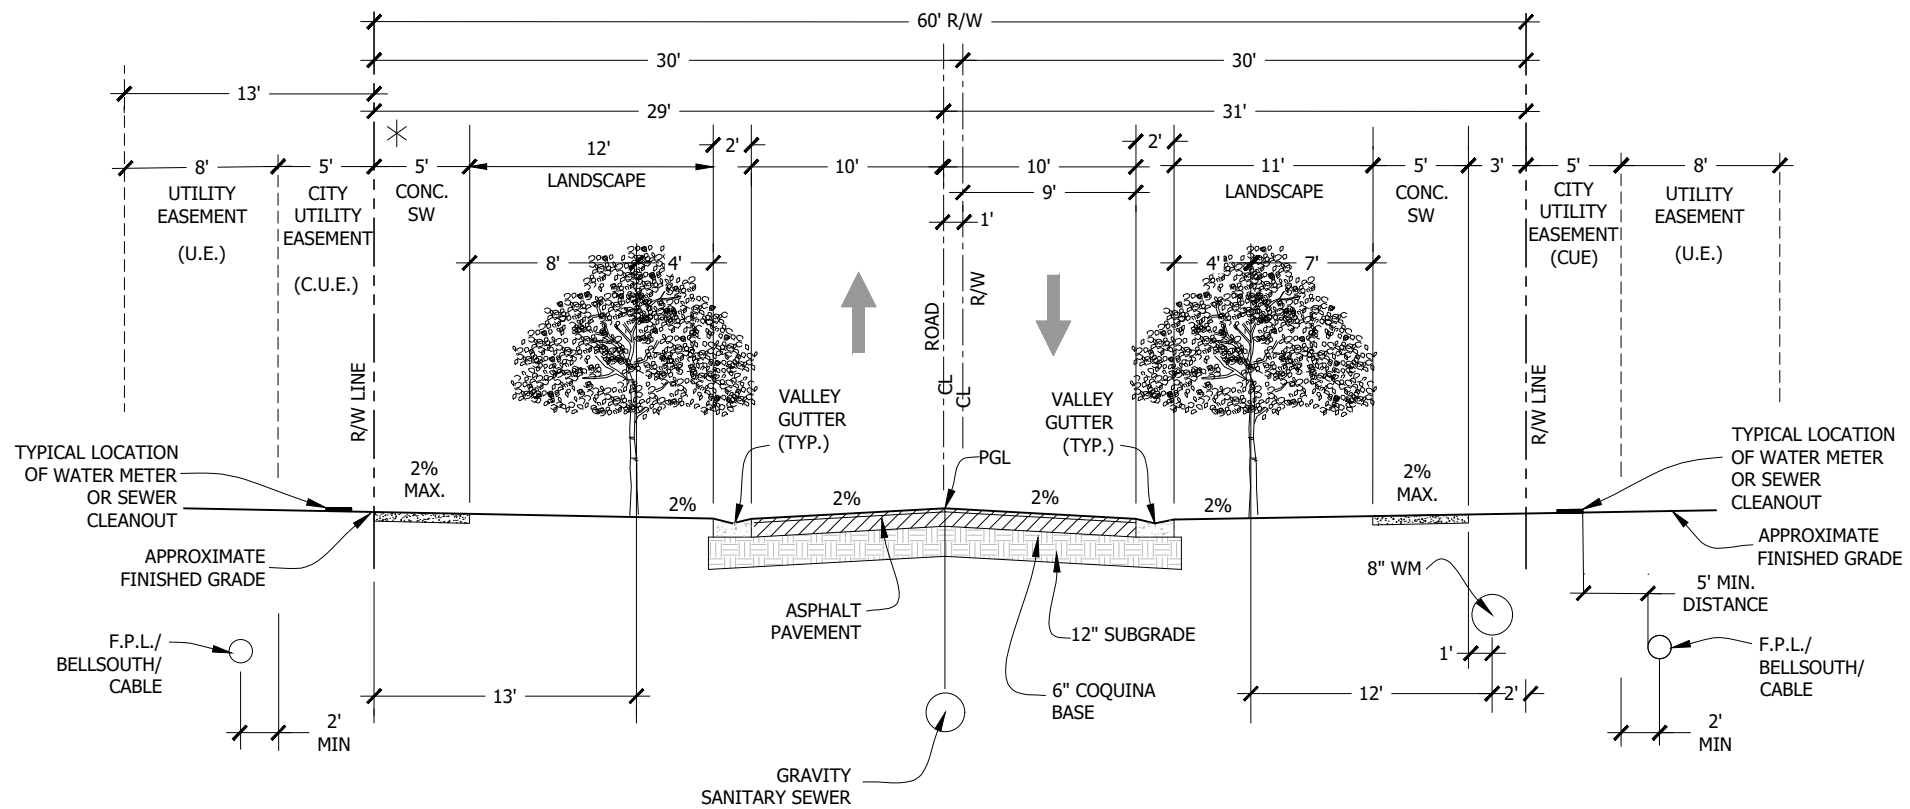 60' R/W
30'
30'
13'
29'
31'
8'
5'
5'
12'
2'
10'
10'
2'
11'
5'
3'
5'
8'
UTILITY
EASEMENT
(U.E.)
CITY
UTILITY
EASEMENT
(C.U.E.)
CONC.
SW
LANDSCAPE
9'
1'
LANDSCAPE
CONC.
SW
CITY
UTILITY
EASEMENT
(CUE)
UTILITY
EASEMENT
(U.E.)
8'
4'
4'
7'
R/W LINE
ROAD
CL
R/W
CL
R/W LINE
VALLEY
GUTTER
(TYP.)
VALLEY
GUTTER
(TYP.)
PGL
TYPICAL LOCATION
OF WATER METER
OR SEWER
CLEANOUT
2%
MAX.
2%
2%
2%
2%
2%
MAX.
TYPICAL LOCATION
OF WATER METER
OR SEWER
CLEANOUT
APPROXIMATE
FINISHED GRADE
APPROXIMATE
FINISHED GRADE
8" WM
5' MIN.
DISTANCE
ASPHALT
PAVEMENT
12" SUBGRADE
6" COQUINA
BASE
F.P.L./
BELLSOUTH/
CABLE
F.P.L./
BELLSOUTH/
CABLE
1'
13'
12'
2'
2'
MIN
2'
MIN
GRAVITY
SANITARY SEWER